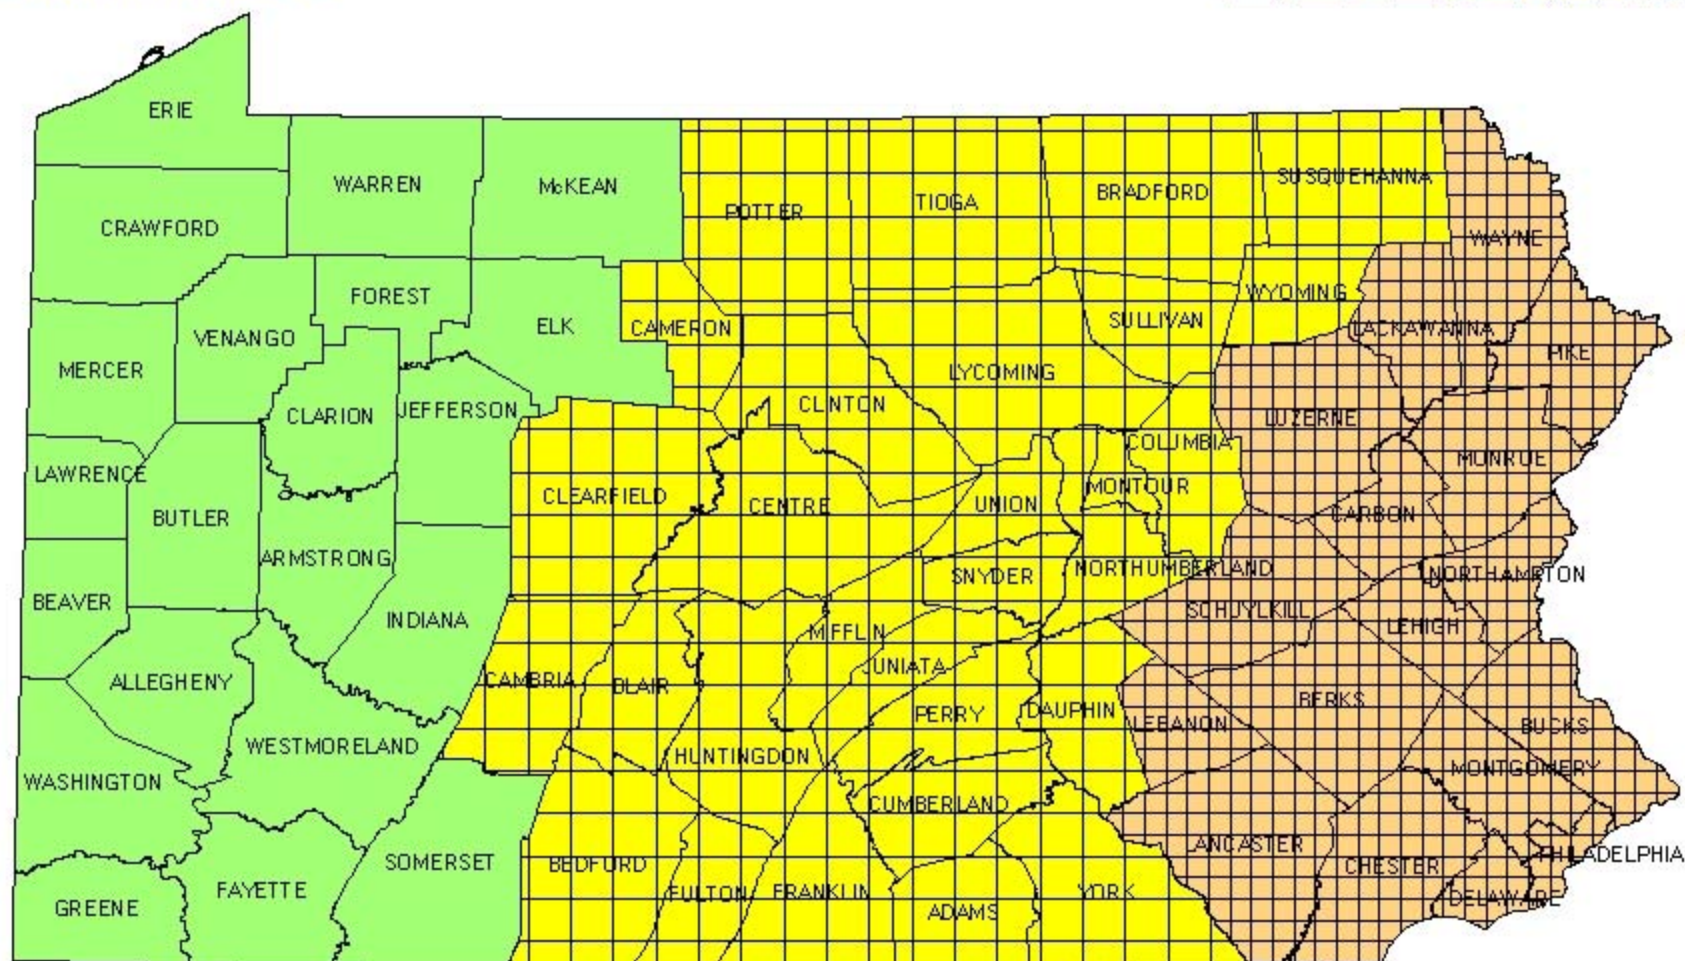 ERIE
WARREN
McKEAN
SUSQUEHANNA
BRADFORD
TIOGA
POTTER
CRAWFORD
WAYNE
FOREST
WYOMING
VENANGO
ELK
CAMERON
SULLIVAN
LACKAWANNA
PIKE
MERCER
LYCOMING
CLINTON
CLARION
JEFFERSON
LUZERNE
COLUMBIA
MONROE
LAWRENCE
CLEARFIELD
CENTRE
UNION
MONTOUR
BUTLER
CARBON
ARMSTRONG
SNYDER
NORTHUMBERLAND
NORTHAMPTON
BEAVER
INDIANA
SCHUYLKILL
LEHIGH
MIFFLIN
JUNIATA
ALLEGHENY
CAMBRIA
BLAIR
BERKS
PERRY
DAUPHIN
LEBANON
BUCKS
WESTMORELAND
HUNTINGDON
MONTGOMERY
WASHINGTON
CUMBERLAND
LANCASTER
PHILADELPHIA
SOMERSET
BEDFORD
CHESTER
FAYETTE
FULTON
FRANKLIN
YORK
DELAWARE
GREENE
ADAMS